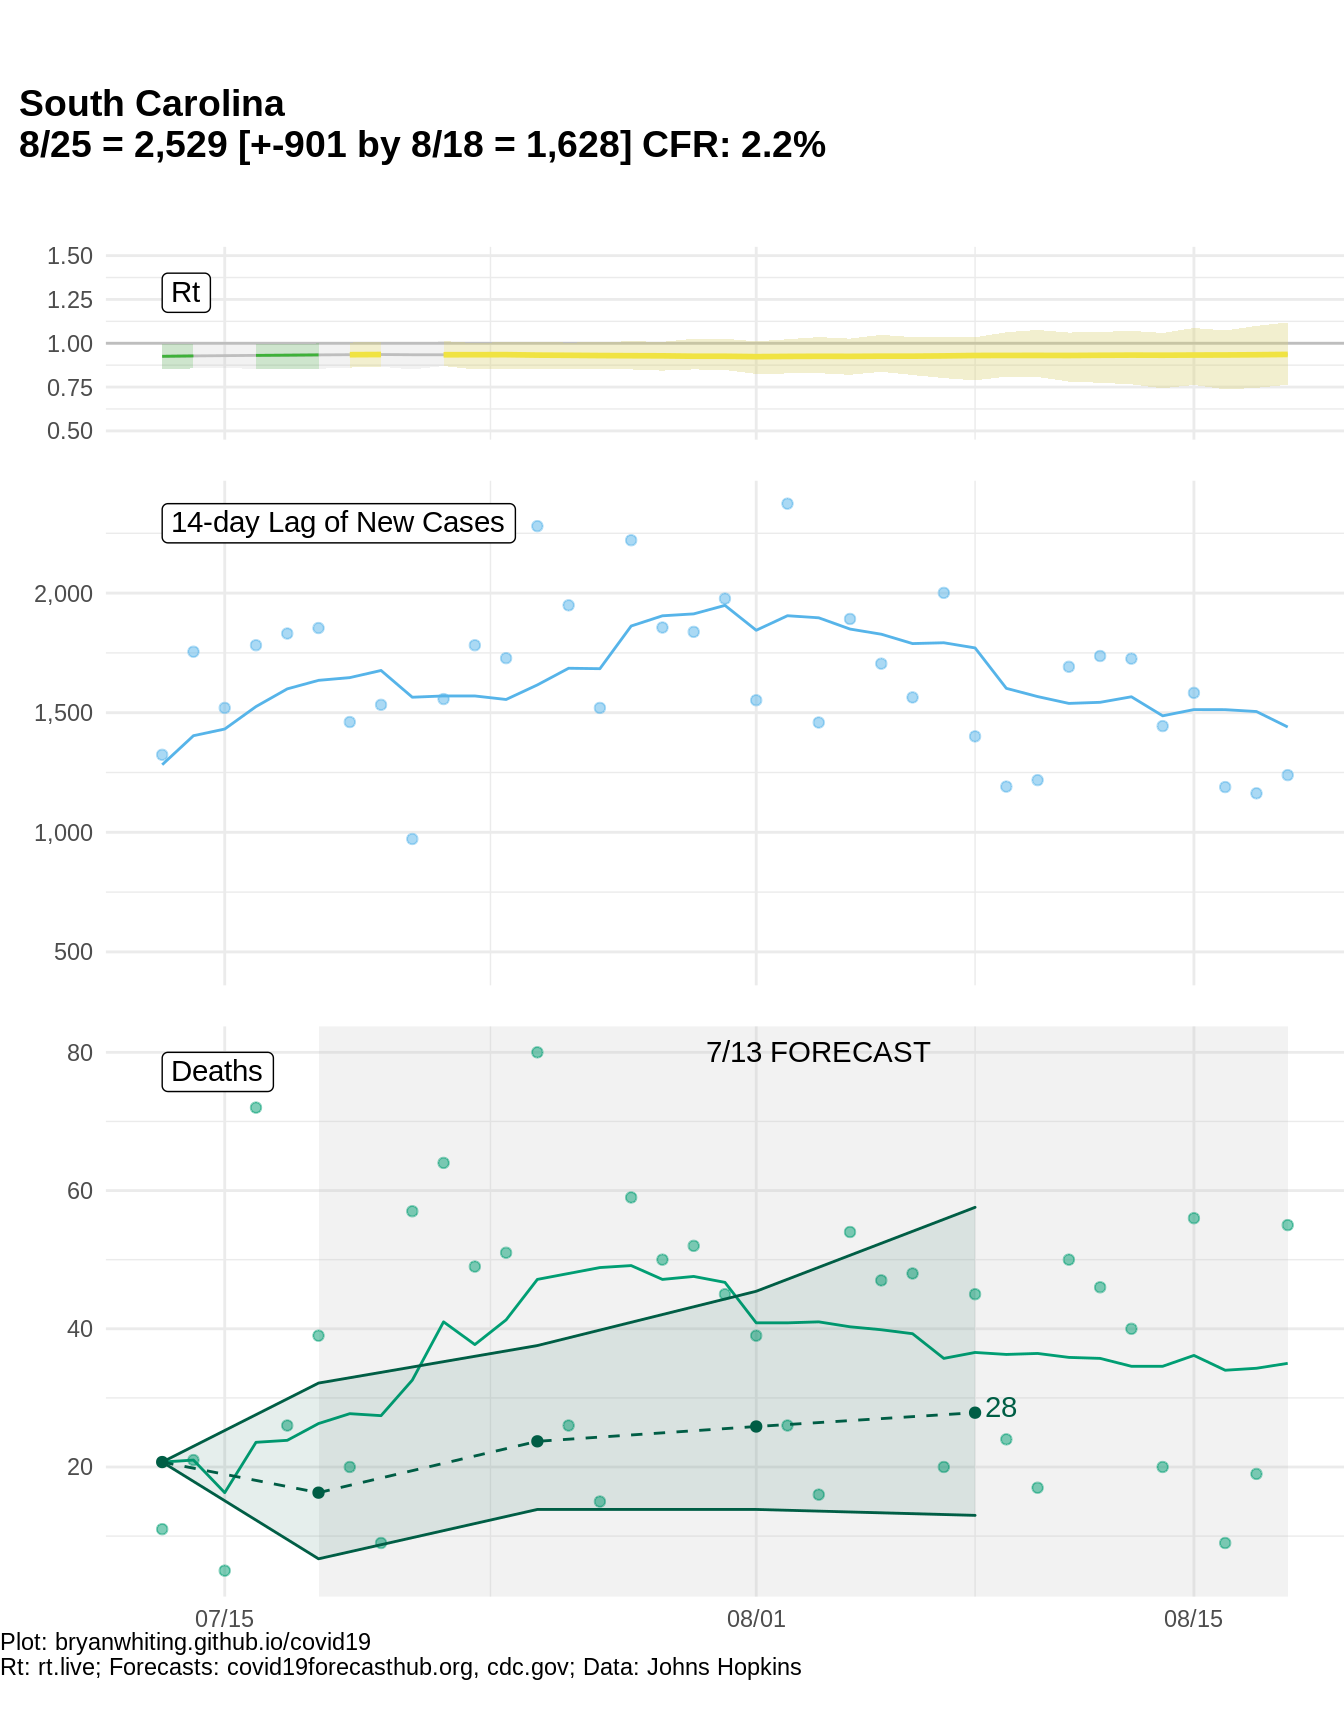 South Carolina
8/25 = 2,529 [+-901 by 8/18 = 1,628] CFR: 2.2%
1.50
Rt
1.25
1.00
0.75
0.50
14-day Lag of New Cases
2,000
1,500
1,000
500
7/13 FORECAST
80
Deaths
60
40
28
20
07/15
08/01
08/15
Plot: bryanwhiting.github.io/covid19
Rt: rt.live; Forecasts: covid19forecasthub.org, cdc.gov; Data: Johns Hopkins